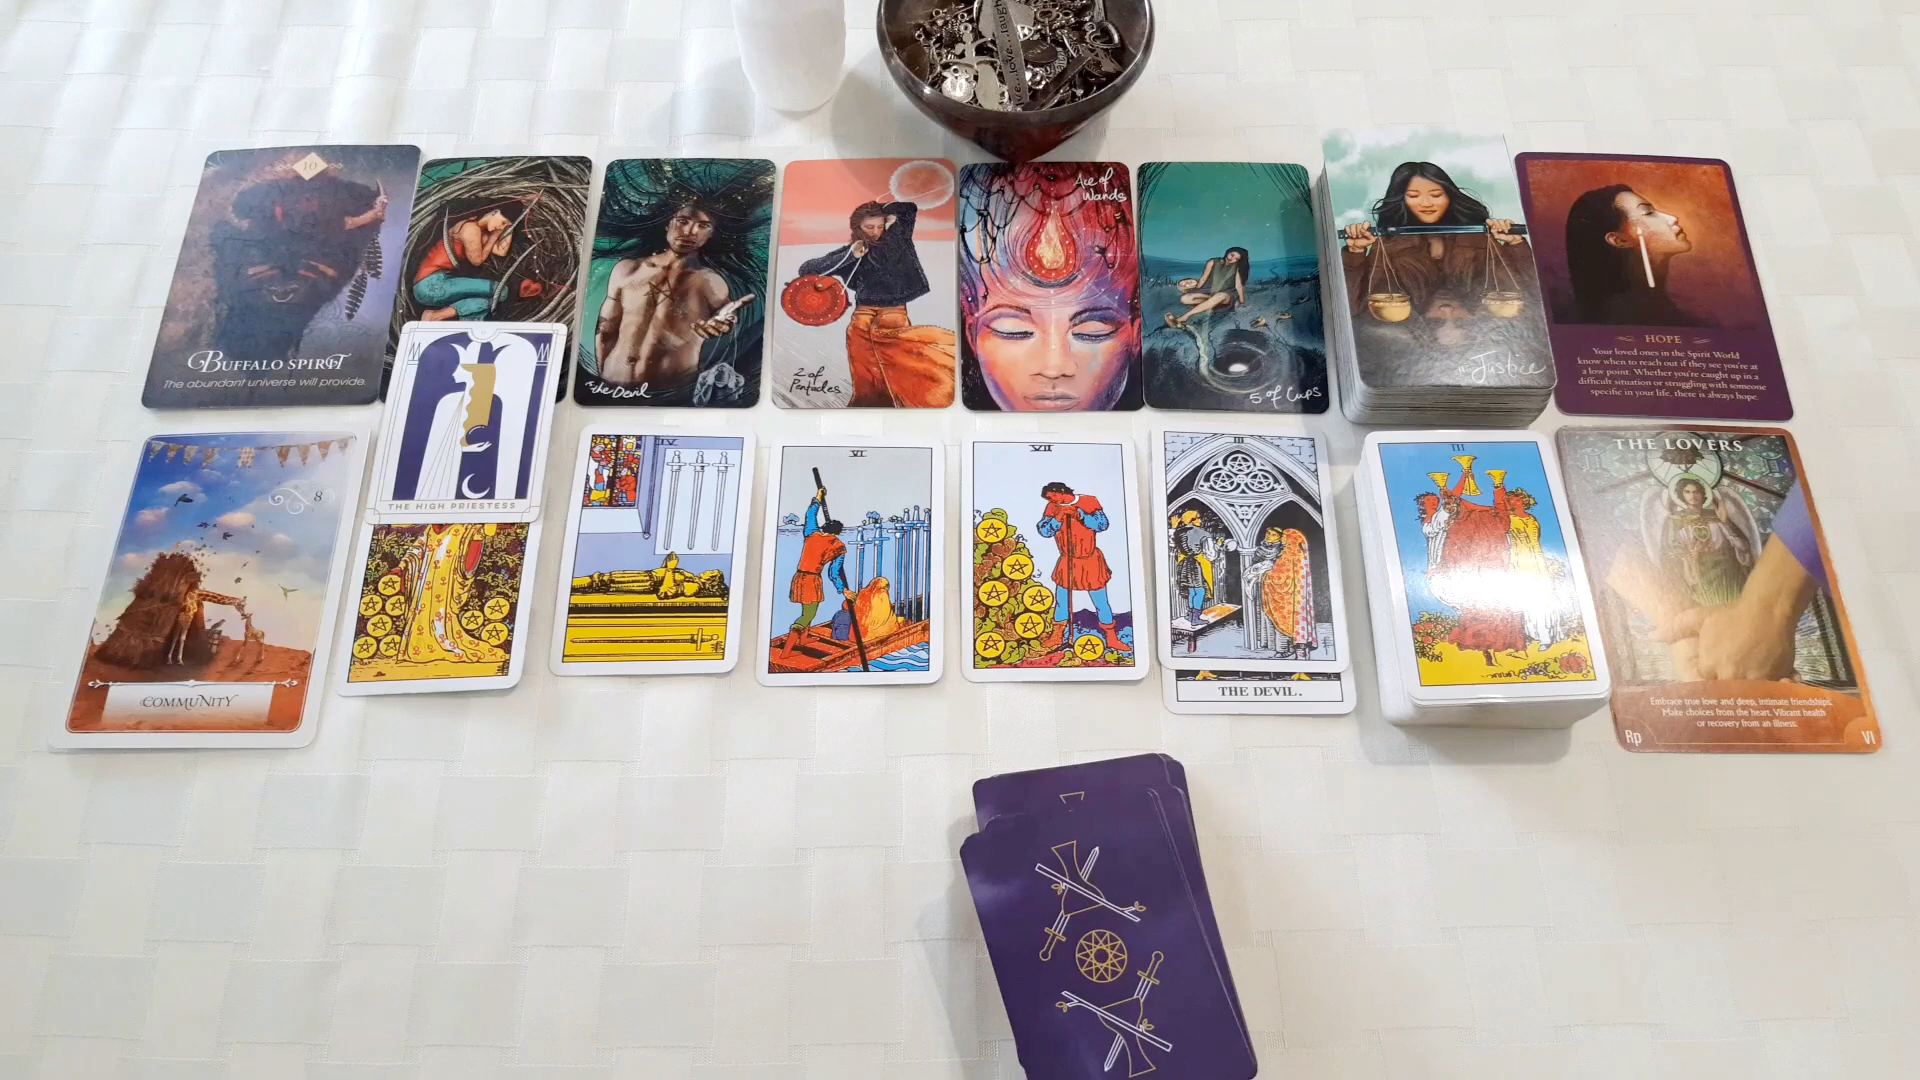 ve...love...laugh
10
BUFFALO SPIRIT
The abundant universe will provide.
The Devil
2 of
Pentacles
Ace of
Wands
5 of Cups
11 Justice
HOPE
Your loved ones in the Spirit World
know when to reach out if they see you're at
a low point. Whether you're caught up in a
difficult situation or struggling with someone
specific in your life, there is always hope.
8
COMMUNITY
THE HIGH PRIESTESS
IV
VI
VII
III
THE DEVIL.
III
THE LOVERS
Embrace true love and deep, intimate friendships.
Make choices from the heart. Vibrant health
or recovery from an illness.
Rp
VI